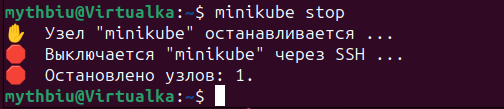 mythbiu@Virtualka:~$ minikube stop
✋ Узел "minikube" останавливается ...
🛑 Выключается "minikube" через SSH ...
🛑 Остановлено узлов: 1.
mythbiu@Virtualka:~$